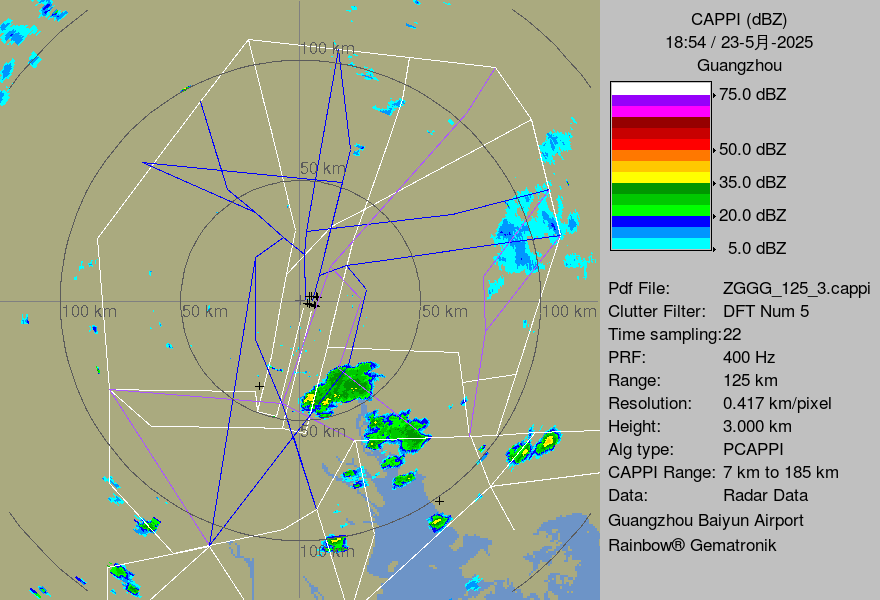 CAPPI (dBZ)
18:54 / 23-5月-2025
Guangzhou
75.0 dBZ
50.0 dBZ
35.0 dBZ
20.0 dBZ
5.0 dBZ
Pdf File: ZGGG_125_3.cappi
Clutter Filter: DFT Num 5
Time sampling:22
PRF: 400 Hz
Range: 125 km
Resolution: 0.417 km/pixel
Height: 3.000 km
Alg type: PCAPPI
CAPPI Range: 7 km to 185 km
Data: Radar Data
Guangzhou Baiyun Airport
Rainbow® Gematronik
100 km
50 km
100 km
50 km
50 km
100 km
50 km
100 km